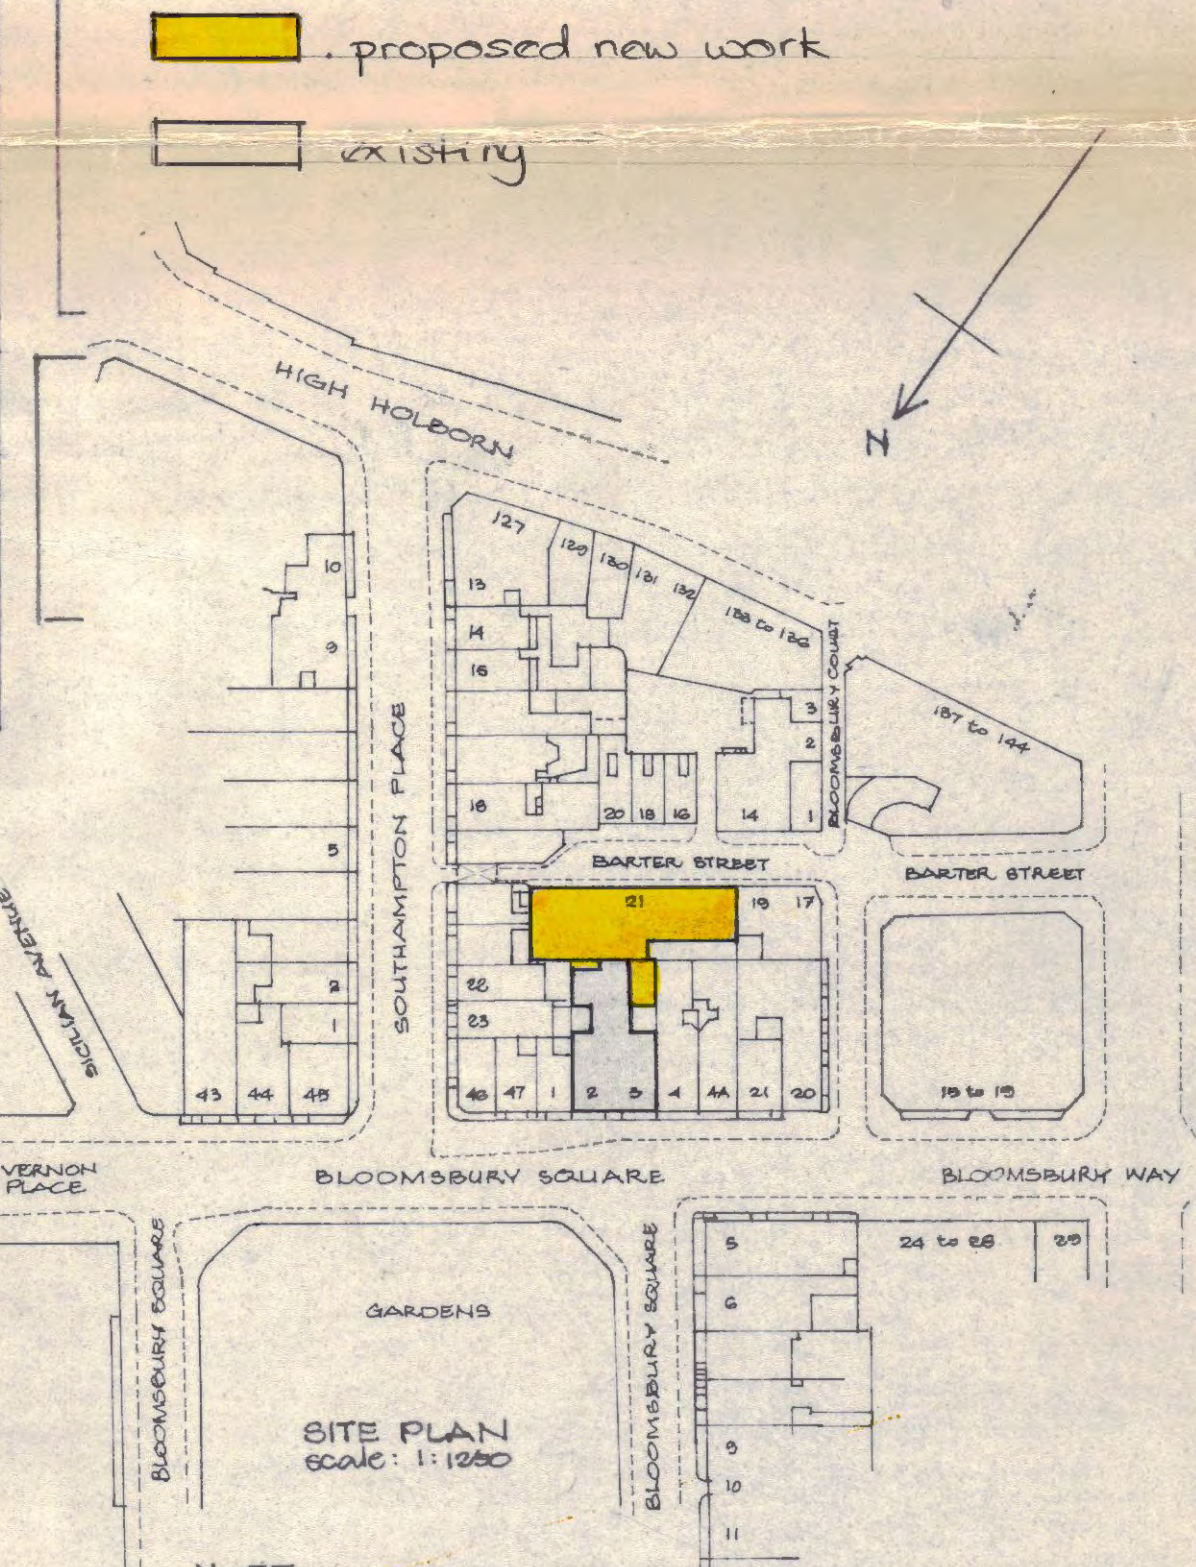 proposed new work
existing
N
HIGH HOLBORN
127
129
130
131
132
133 to 136
13
14
15
10
9
3
2
1
BLOOMSBURY COURT
137 to 144
SOUTHAMPTON PLACE
18
20
18
16
14
5
BARTER STREET
BARTER STREET
21
19
17
SICILIAN AVENUE
2
1
22
23
43
44
45
46
47
1
2
3
4
4A
21
20
15 to 19
VERNON
PLACE
BLOOMSBURY SQUARE
BLOOMSBURY WAY
BLOOMSBURY SQUARE
GARDENS
BLOOMSBURY SQUARE
5
6
24 to 28
29
SITE PLAN
scale: 1:1250
9
10
11